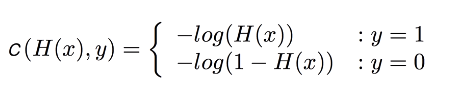 c(H(x), y) = { −log(H(x)) : y = 1
−log(1 − H(x)) : y = 0